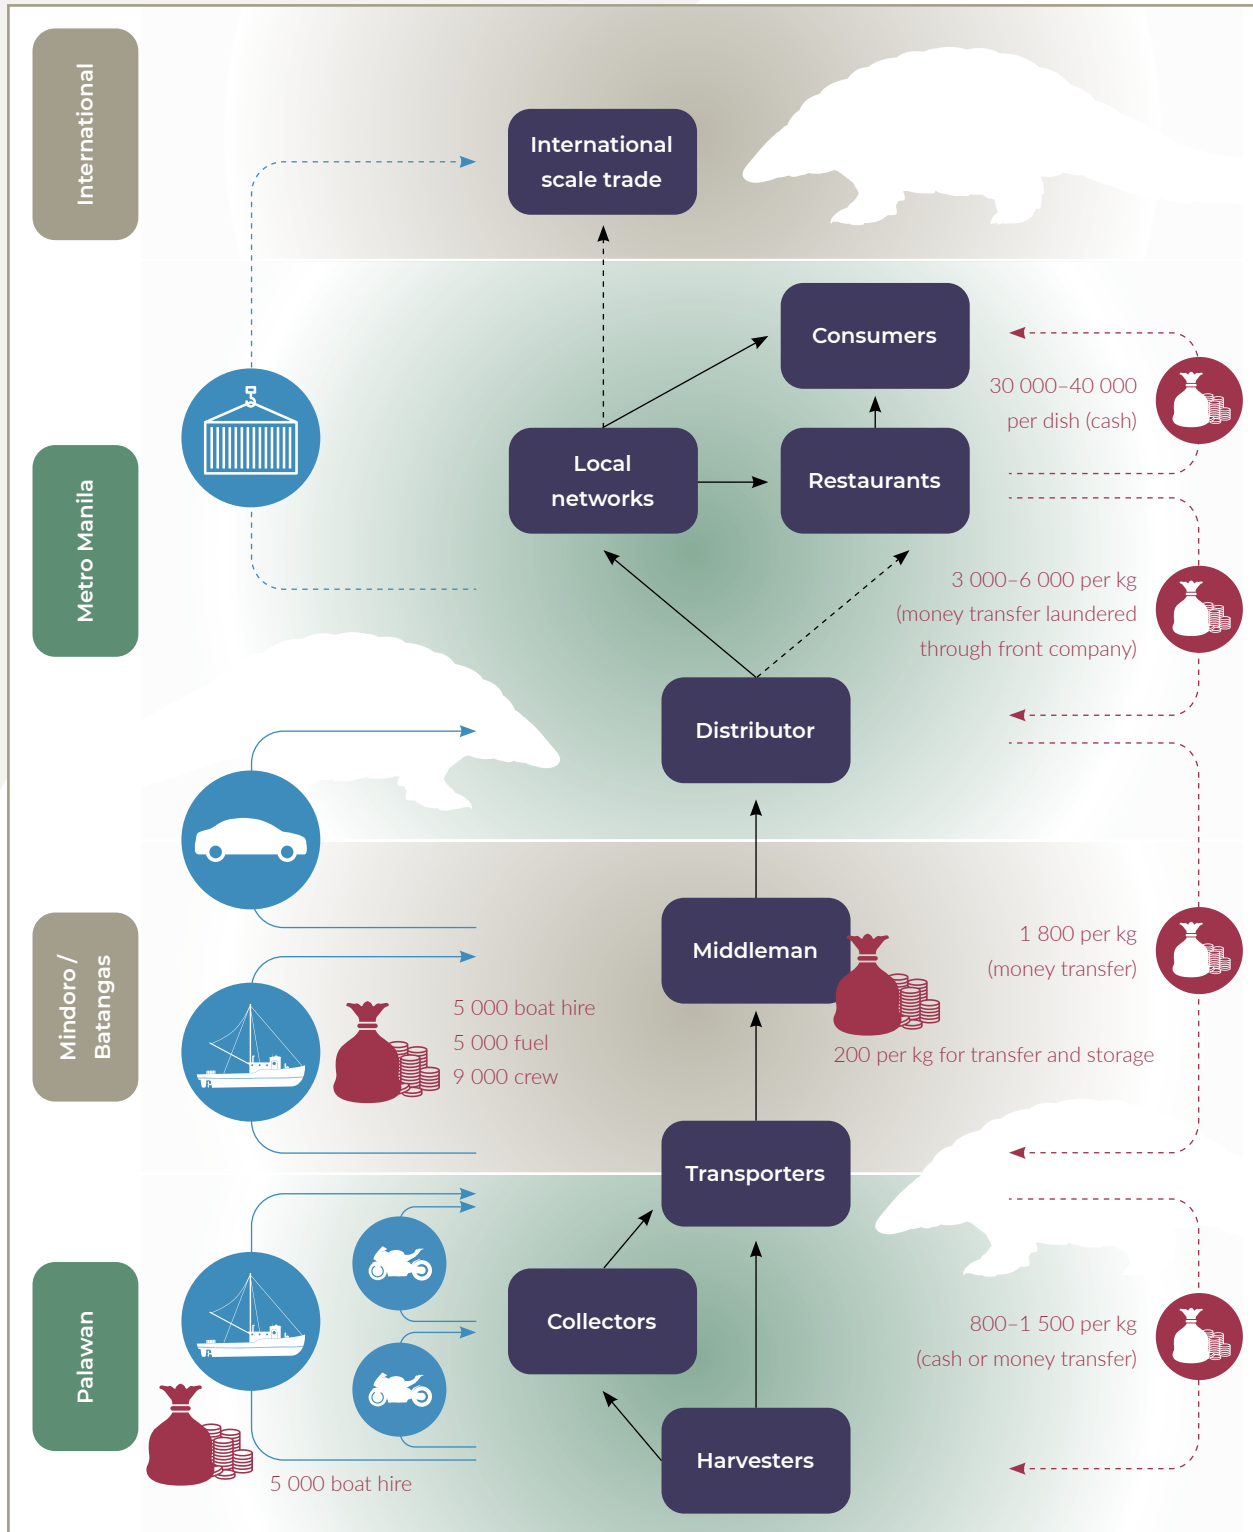 International
International
scale trade
Consumers
30 000–40 000
per dish (cash)
Metro Manila
Local
networks
Restaurants
3 000–6 000 per kg
(money transfer laundered
through front company)
Distributor
Mindoro /
Batangas
Middleman
1 800 per kg
(money transfer)
5 000 boat hire
5 000 fuel
9 000 crew
200 per kg for transfer and storage
Transporters
Palawan
Collectors
800–1 500 per kg
(cash or money transfer)
Harvesters
5 000 boat hire